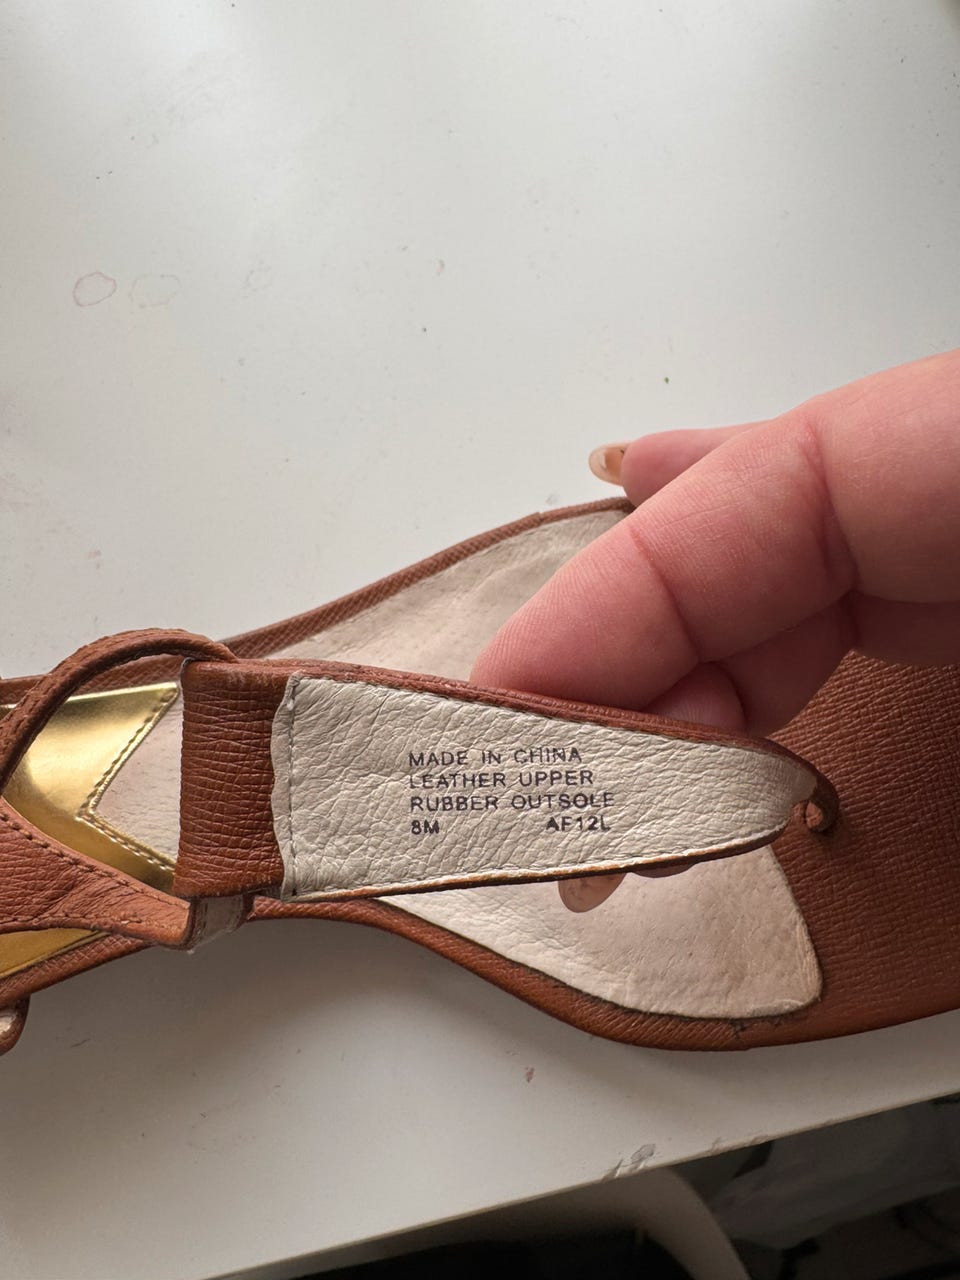 MADE IN CHINA
LEATHER UPPER
RUBBER OUTSOLE
8M AF12L